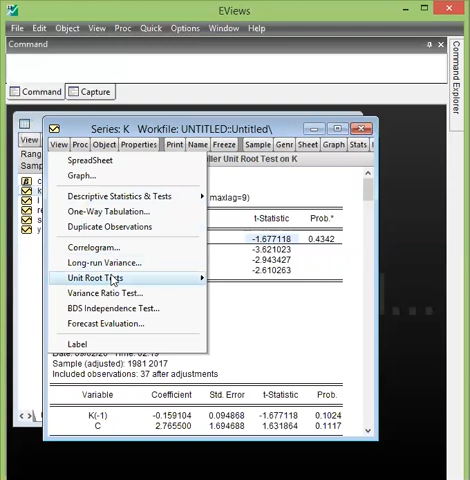 EViews
File Edit Object View Proc Quick Options Window Help
Command
Command Capture
Command Explorer
Series: K Workfile: UNTITLED::Untitled\
View
View Proc Object Properties Print Name Freeze Sample Genr Sheet Graph Stats
Rang
Sam
SpreadSheet
Graph...
Descriptive Statistics & Tests
One-Way Tabulation...
Duplicate Observations
Correlogram...
Long-run Variance...
Unit Root Tests
Variance Ratio Test...
BDS Independence Test...
Forecast Evaluation...
Label
ller Unit Root Test on K
maxlag=9)
t-Statistic Prob.*
-1.677118 0.4342
-3.621023
-2.943427
-2.610263
Sample (adjusted): 1981 2017
Included observations: 37 after adjustments
Variable Coefficient Std. Error t-Statistic Prob.
K(-1) -0.159104 0.094868 -1.677118 0.1024
C 2.765500 1.694688 1.631864 0.1117